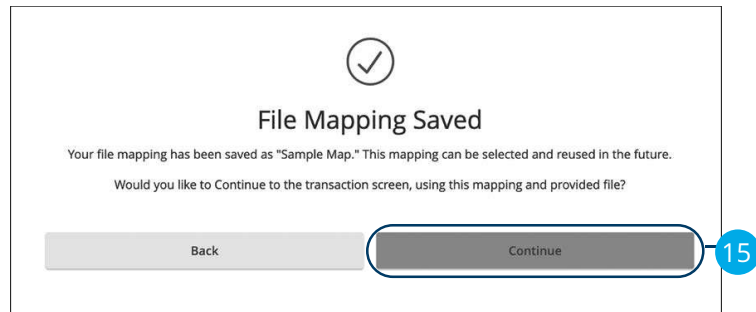 File Mapping Saved
Your file mapping has been saved as "Sample Map." This mapping can be selected and reused in the future.
Would you like to Continue to the transaction screen, using this mapping and provided file?
Back
Continue
15